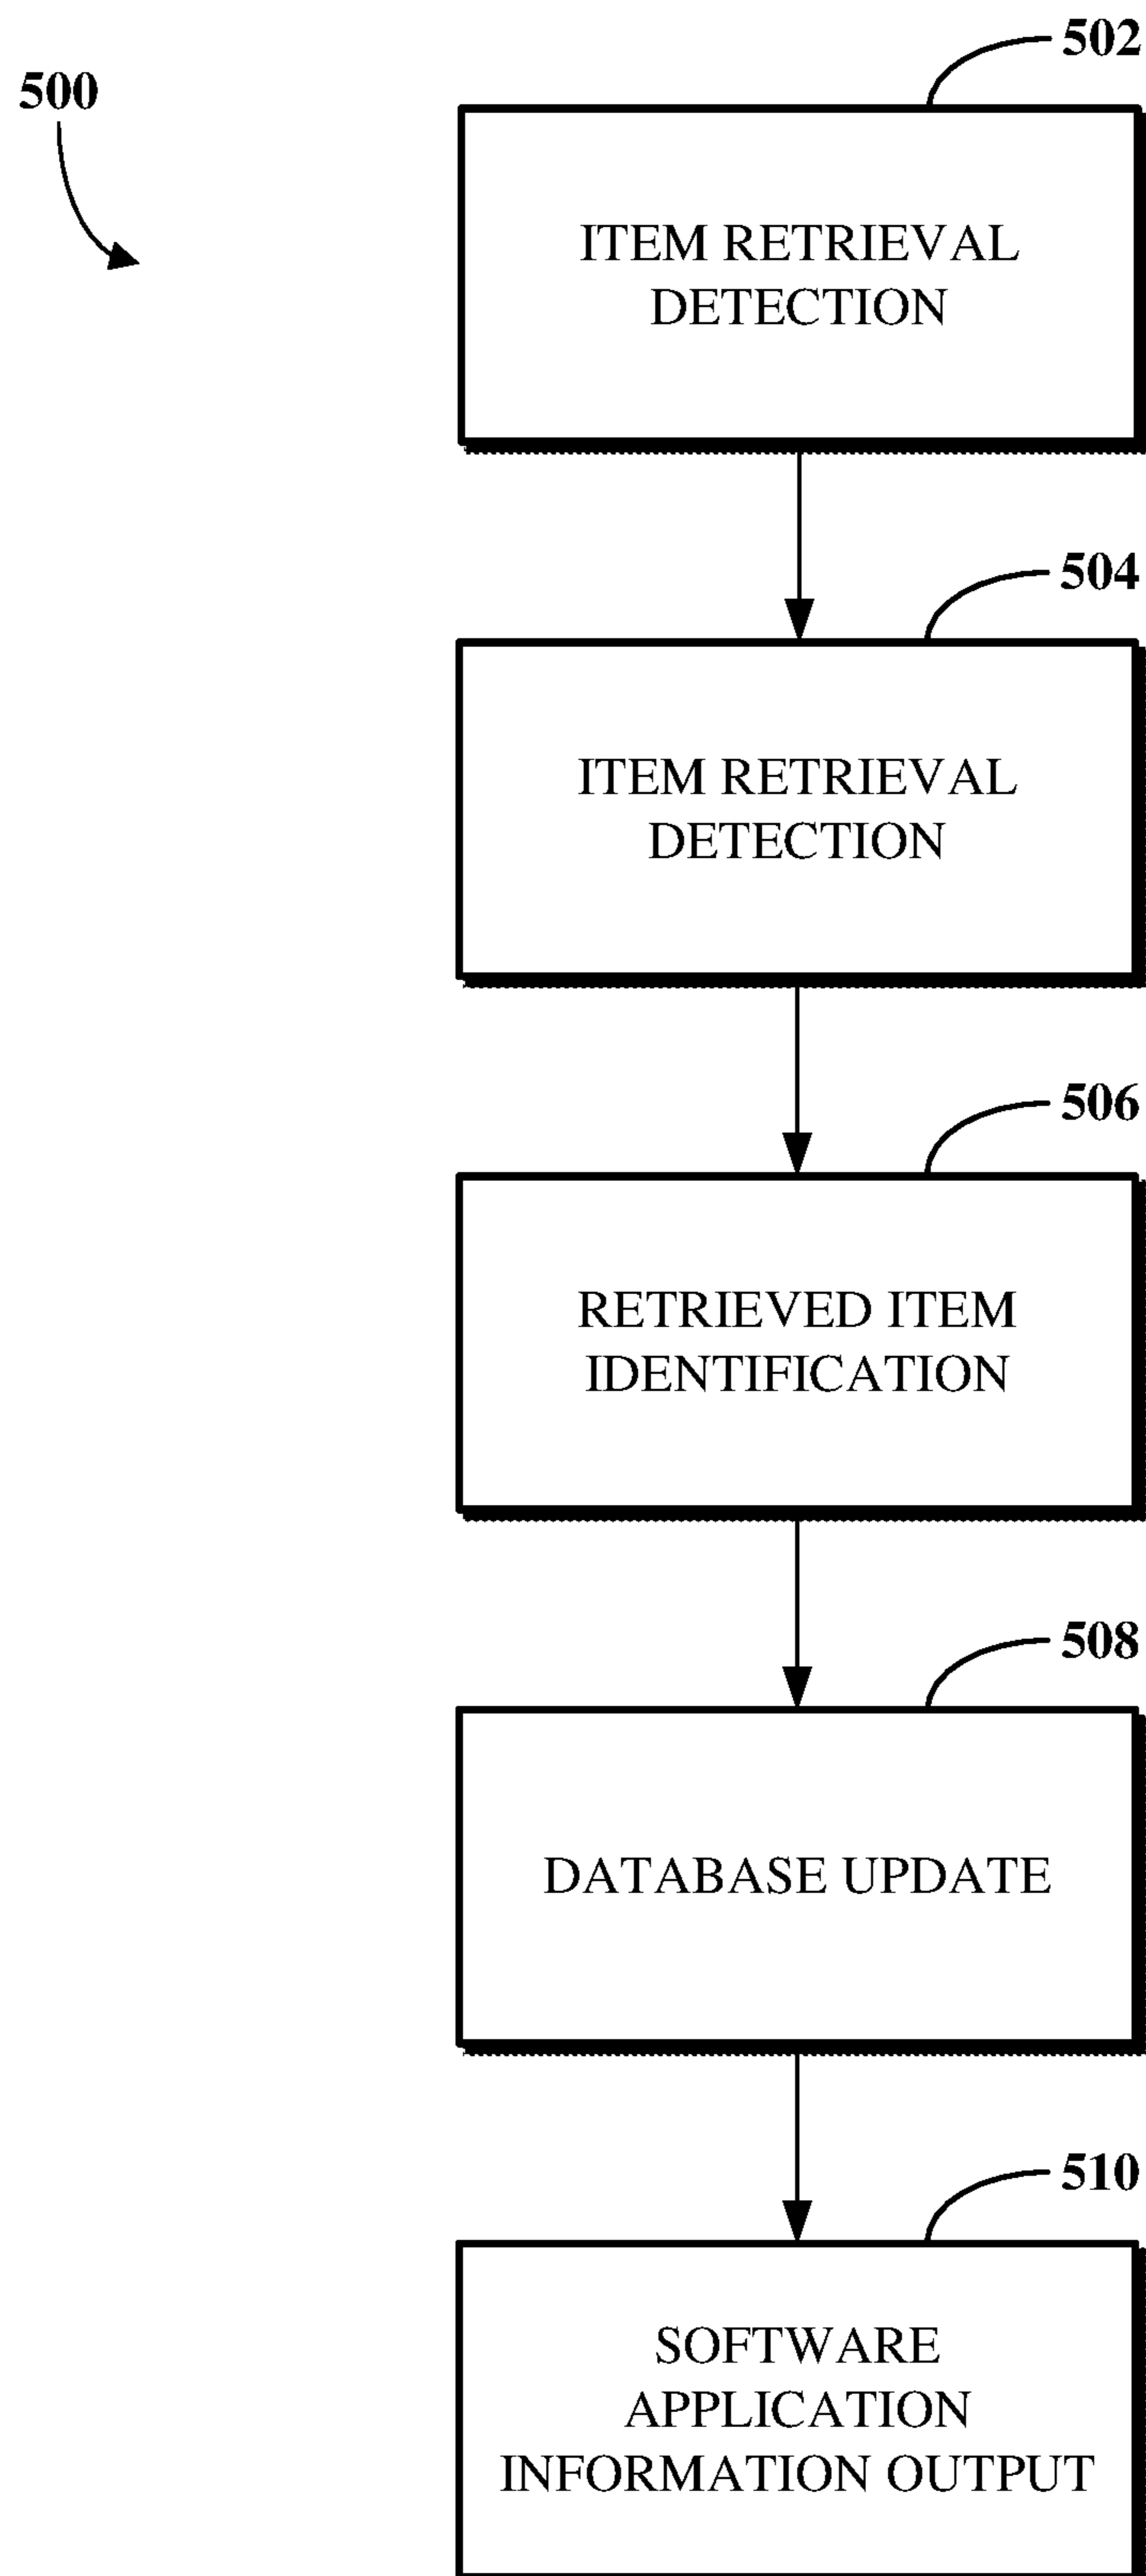 502
500
ITEM RETRIEVAL
DETECTION
504
ITEM RETRIEVAL
DETECTION
506
RETRIEVED ITEM
IDENTIFICATION
508
DATABASE UPDATE
510
SOFTWARE
APPLICATION
INFORMATION OUTPUT